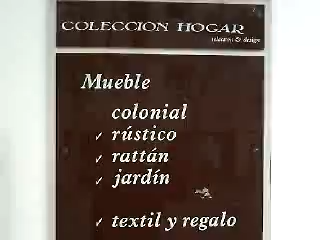 COLECCION HOGAR
Mueble
colonial
✓ rústico
✓ rattán
✓ jardín
✓ textil y regalo